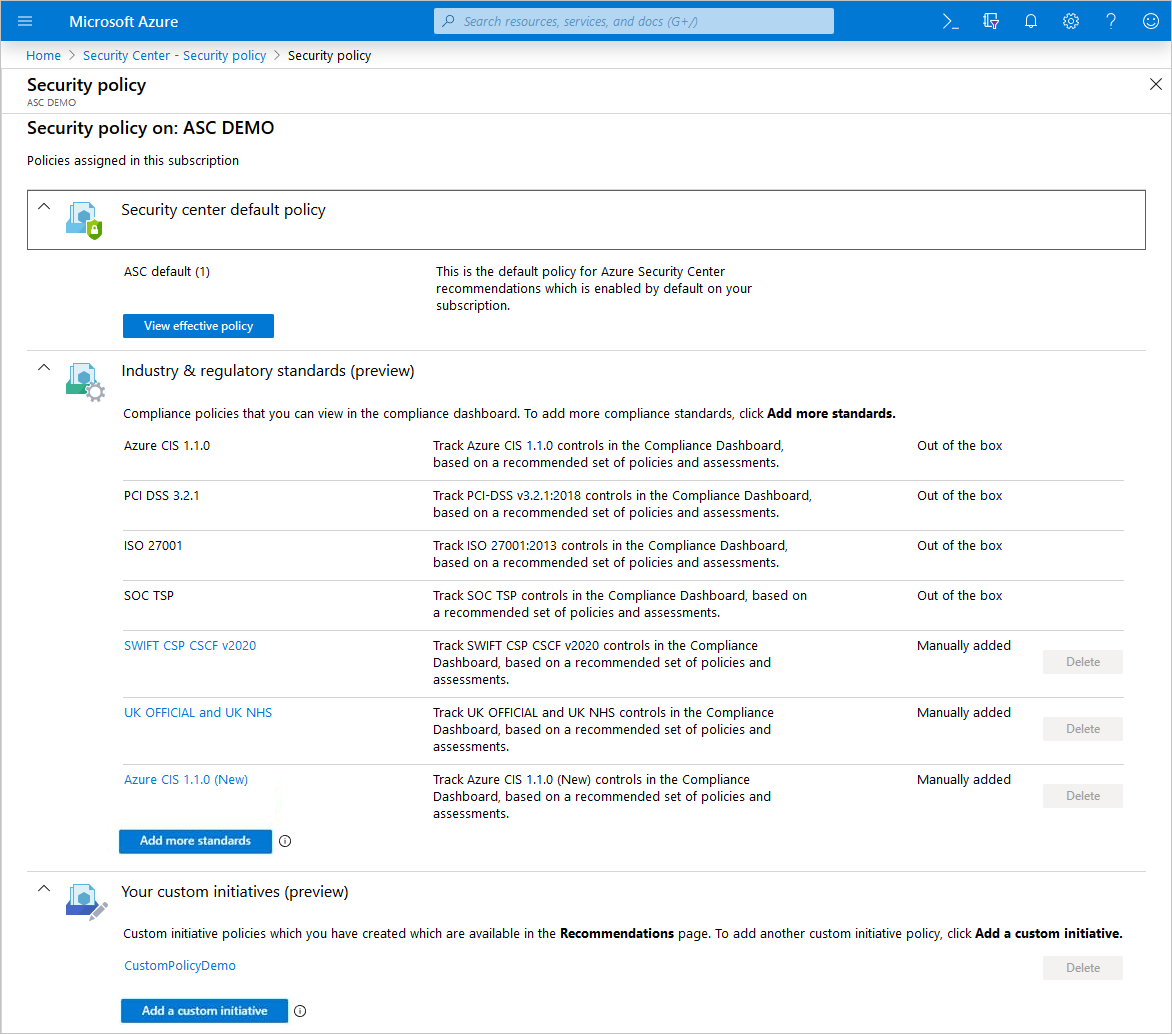 Microsoft Azure
Search resources, services, and docs (G+/)
Home > Security Center - Security policy > Security policy
Security policy
ASC DEMO
Security policy on: ASC DEMO
Policies assigned in this subscription
Security center default policy
ASC default (1)
This is the default policy for Azure Security Center
recommendations which is enabled by default on your
subscription.
View effective policy
Industry & regulatory standards (preview)
Compliance policies that you can view in the compliance dashboard. To add more compliance standards, click Add more standards.
Azure CIS 1.1.0
Track Azure CIS 1.1.0 controls in the Compliance Dashboard,
based on a recommended set of policies and assessments.
Out of the box
PCI DSS 3.2.1
Track PCI-DSS v3.2.1:2018 controls in the Compliance Dashboard,
based on a recommended set of policies and assessments.
Out of the box
ISO 27001
Track ISO 27001:2013 controls in the Compliance Dashboard,
based on a recommended set of policies and assessments.
Out of the box
SOC TSP
Track SOC TSP controls in the Compliance Dashboard, based on
a recommended set of policies and assessments.
Out of the box
SWIFT CSP CSCF v2020
Track SWIFT CSP CSCF v2020 controls in the Compliance
Dashboard, based on a recommended set of policies and
assessments.
Manually added
Delete
UK OFFICIAL and UK NHS
Track UK OFFICIAL and UK NHS controls in the Compliance
Dashboard, based on a recommended set of policies and
assessments.
Manually added
Delete
Azure CIS 1.1.0 (New)
Track Azure CIS 1.1.0 (New) controls in the Compliance
Dashboard, based on a recommended set of policies and
assessments.
Manually added
Delete
Add more standards
Your custom initiatives (preview)
Custom initiative policies which you have created which are available in the Recommendations page. To add another custom initiative policy, click Add a custom initiative.
CustomPolicyDemo
Delete
Add a custom initiative